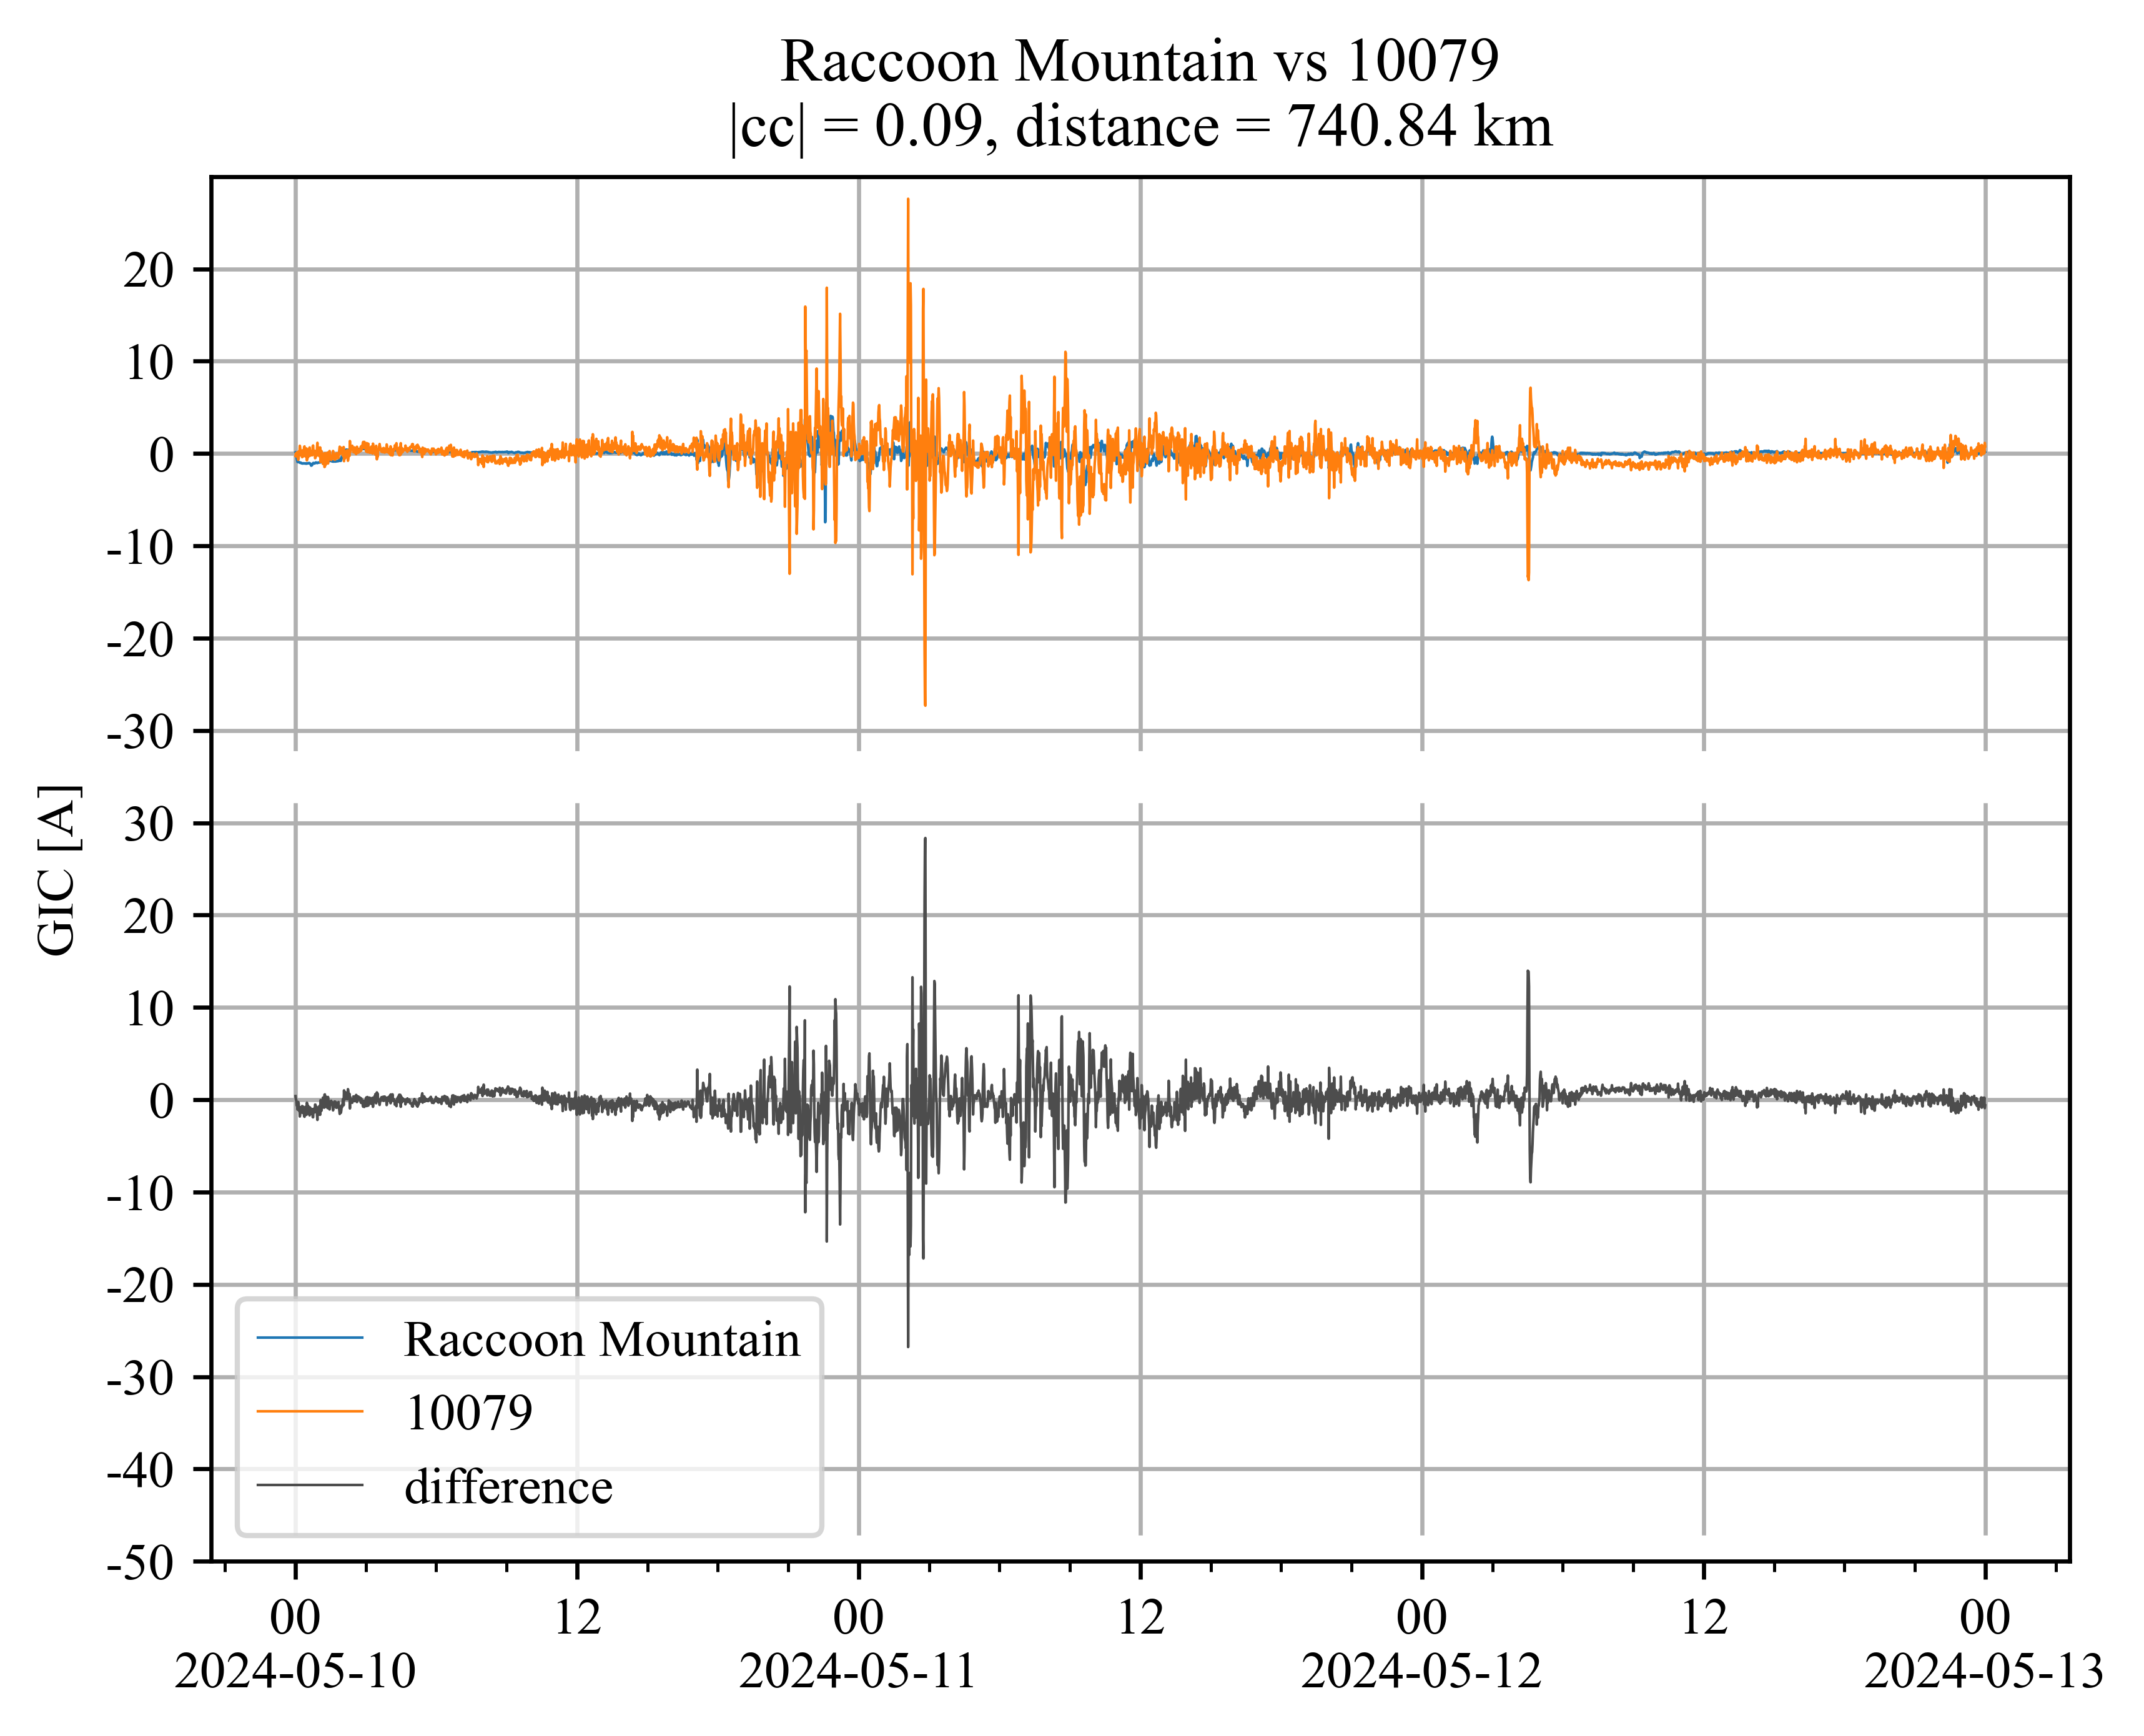 Raccoon Mountain vs 10079
|cc| = 0.09, distance = 740.84 km
20
10
0
-10
-20
-30
GIC [A]
30
20
10
0
-10
-20
-30
-40
-50
Raccoon Mountain
10079
difference
00 12 00 12 00 12 00
2024-05-10 2024-05-11 2024-05-12 2024-05-13